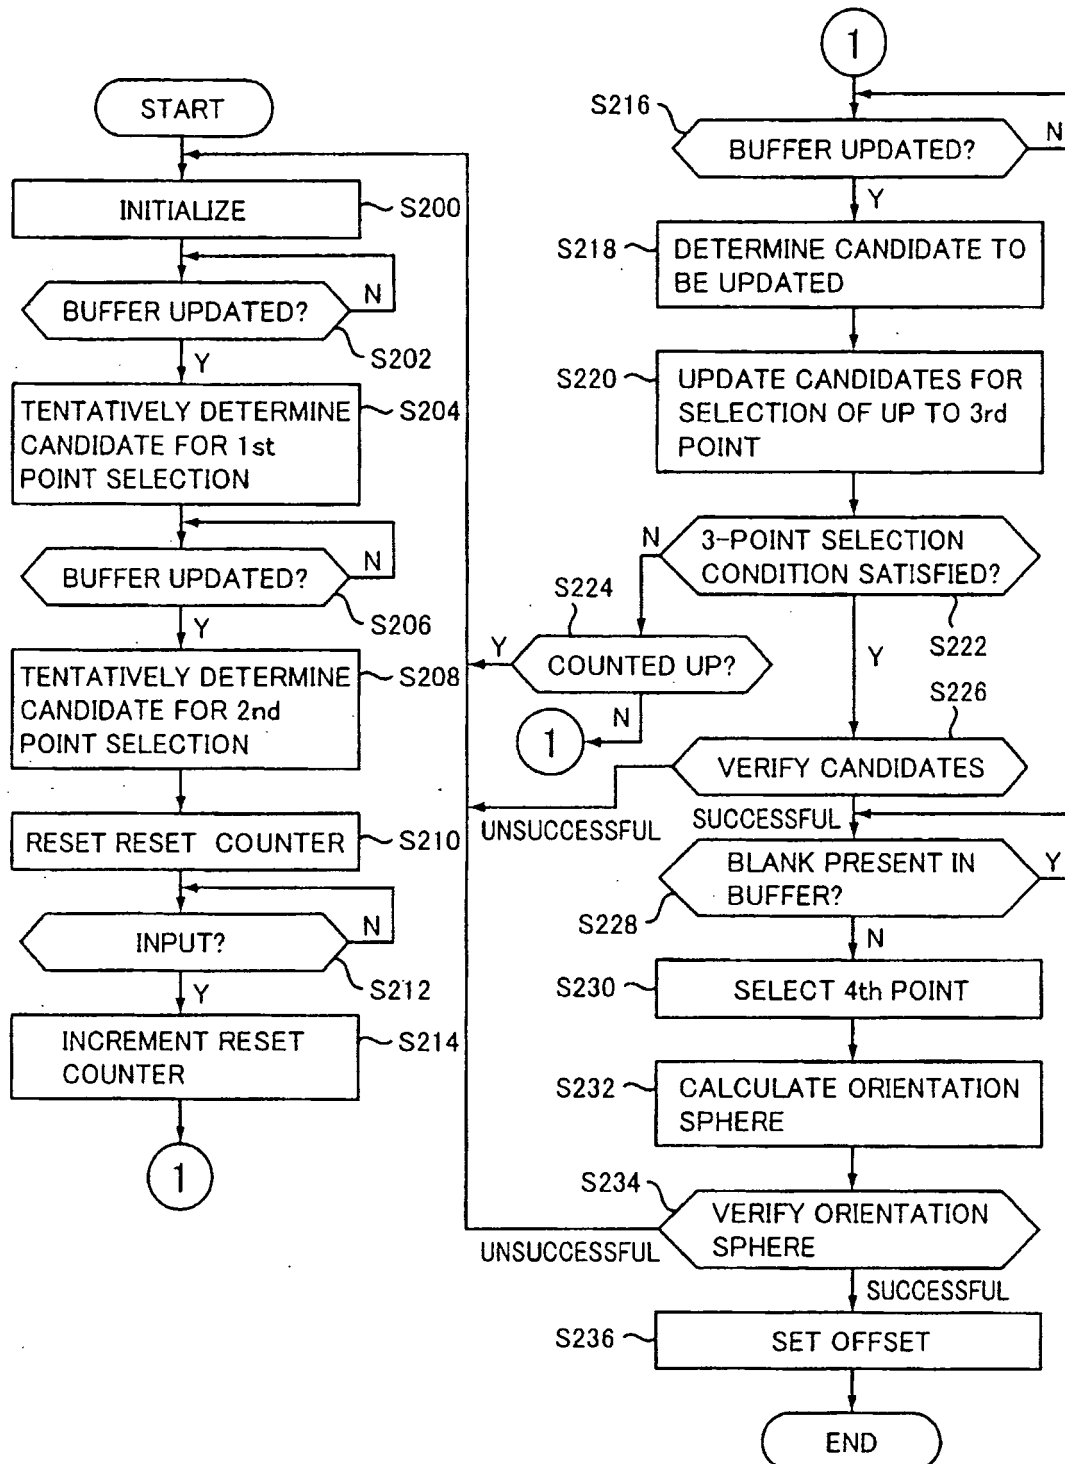 START
INITIALIZE
S200
BUFFER UPDATED?
N
S202
Y
TENTATIVELY DETERMINE
CANDIDATE FOR 1st
POINT SELECTION
S204
BUFFER UPDATED?
N
S206
Y
TENTATIVELY DETERMINE
CANDIDATE FOR 2nd
POINT SELECTION
S208
RESET RESET COUNTER
S210
INPUT?
N
S212
Y
INCREMENT RESET
COUNTER
S214
1
1
S216
BUFFER UPDATED?
N
Y
S218
DETERMINE CANDIDATE TO
BE UPDATED
S220
UPDATE CANDIDATES FOR
SELECTION OF UP TO 3rd
POINT
N
3-POINT SELECTION
CONDITION SATISFIED?
S222
S224
Y
COUNTED UP?
Y
N
1
S226
VERIFY CANDIDATES
UNSUCCESSFUL
SUCCESSFUL
BLANK PRESENT IN
BUFFER?
Y
S228
N
S230
SELECT 4th POINT
S232
CALCULATE ORIENTATION
SPHERE
S234
VERIFY ORIENTATION
SPHERE
UNSUCCESSFUL
SUCCESSFUL
S236
SET OFFSET
END